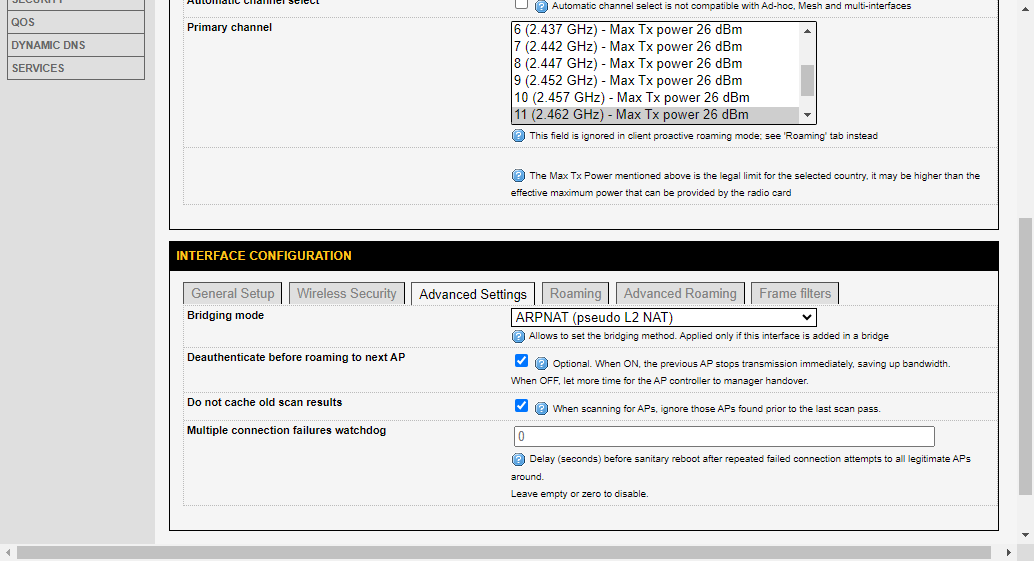 SECURITY
QOS
DYNAMIC DNS
SERVICES
Automatic channel select
Automatic channel select is not compatible with Ad-hoc, Mesh and multi-interfaces
Primary channel
6 (2.437 GHz) - Max Tx power 26 dBm
7 (2.442 GHz) - Max Tx power 26 dBm
8 (2.447 GHz) - Max Tx power 26 dBm
9 (2.452 GHz) - Max Tx power 26 dBm
10 (2.457 GHz) - Max Tx power 26 dBm
11 (2.462 GHz) - Max Tx power 26 dBm
This field is ignored in client proactive roaming mode; see 'Roaming' tab instead
The Max Tx Power mentioned above is the legal limit for the selected country, it may be higher than the
effective maximum power that can be provided by the radio card
INTERFACE CONFIGURATION
General Setup Wireless Security Advanced Settings Roaming Advanced Roaming Frame filters
Bridging mode
ARPNAT (pseudo L2 NAT)
Allows to set the bridging method. Applied only if this interface is added in a bridge
Deauthenticate before roaming to next AP
Optional. When ON, the previous AP stops transmission immediately, saving up bandwidth.
When OFF, let more time for the AP controller to manager handover.
Do not cache old scan results
When scanning for APs, ignore those APs found prior to the last scan pass.
Multiple connection failures watchdog
0
Delay (seconds) before sanitary reboot after repeated failed connection attempts to all legitimate APs
around.
Leave empty or zero to disable.